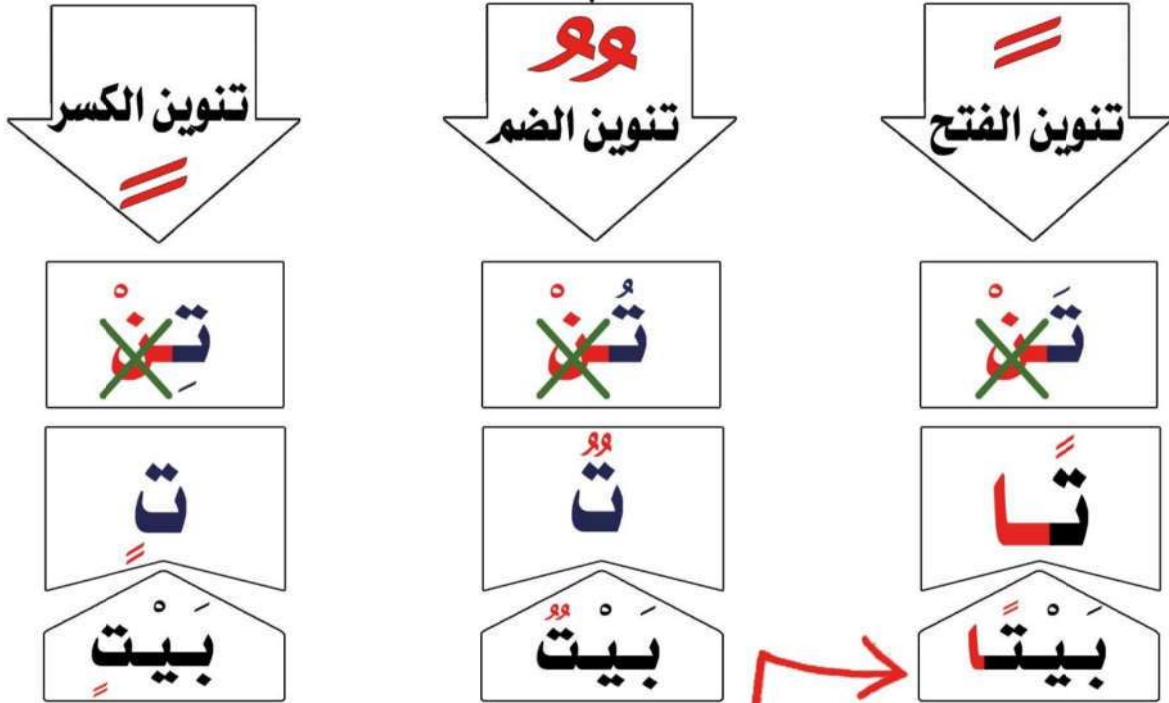 تنوين الفتح
تنوين الضم
تنوين الكسر
تَنْ
تُنْ
تِنْ
تًا
تٌ
تٍ
بَيْتًا
بَيْتٌ
بَيْتٍ